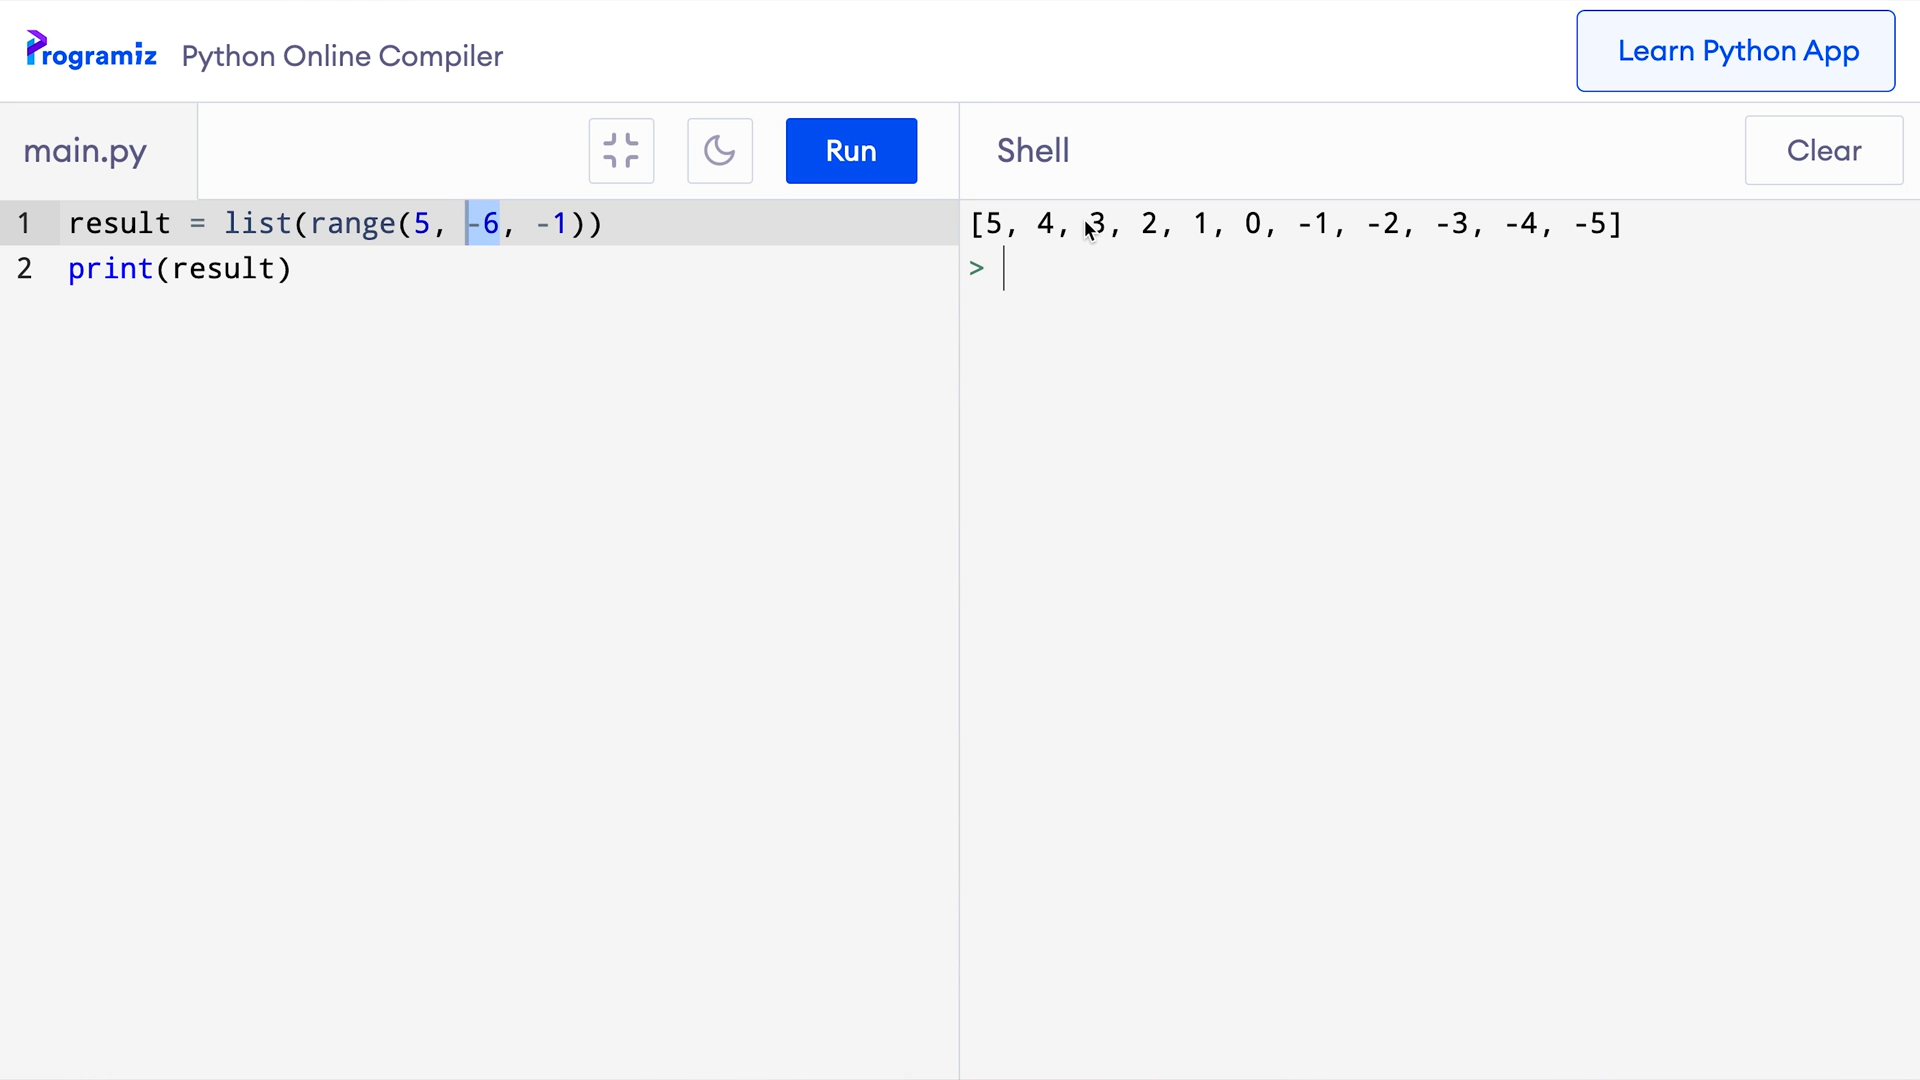 Programiz Python Online Compiler
Learn Python App
main.py
Run
Shell
Clear
1 result = list(range(5, -6, -1))
2 print(result)
[5, 4, 3, 2, 1, 0, -1, -2, -3, -4, -5]
>